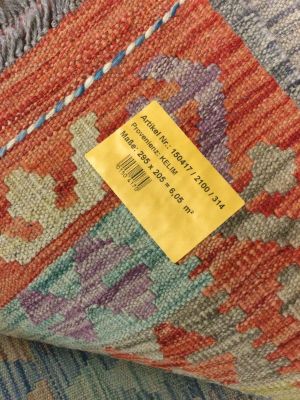 Artikel Nr.: 150417 / 2100 / 314
Provenienz: KELIM
Maße: 295 x 205 = 6,05 m²